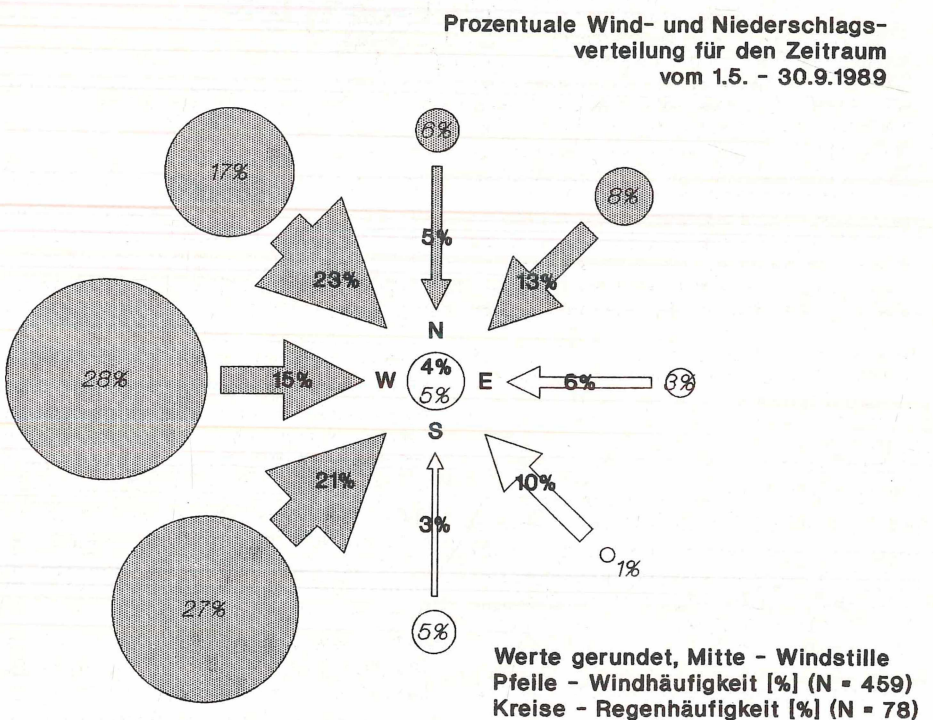 Prozentuale Wind- und Niederschlags-
verteilung für den Zeitraum
vom 1.5. - 30.9.1989
6%
17%
8%
5%
23%
13%
N
28%
15%
W
4%
5%
E
6%
3%
S
21%
10%
3%
1%
27%
5%
Werte gerundet, Mitte - Windstille
Pfeile - Windhäufigkeit [%] (N = 459)
Kreise - Regenhäufigkeit [%] (N = 78)